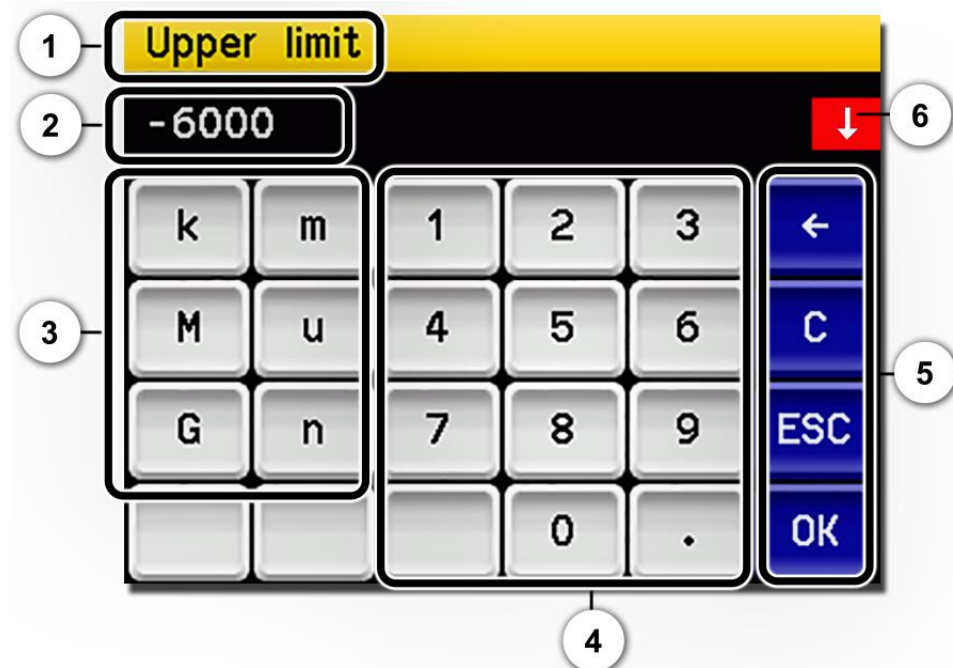 1 Upper limit
2 -6000 ↓ 6
k m 1 2 3 ←
3 M u 4 5 6 C
5
G n 7 8 9 ESC
0 . OK
4